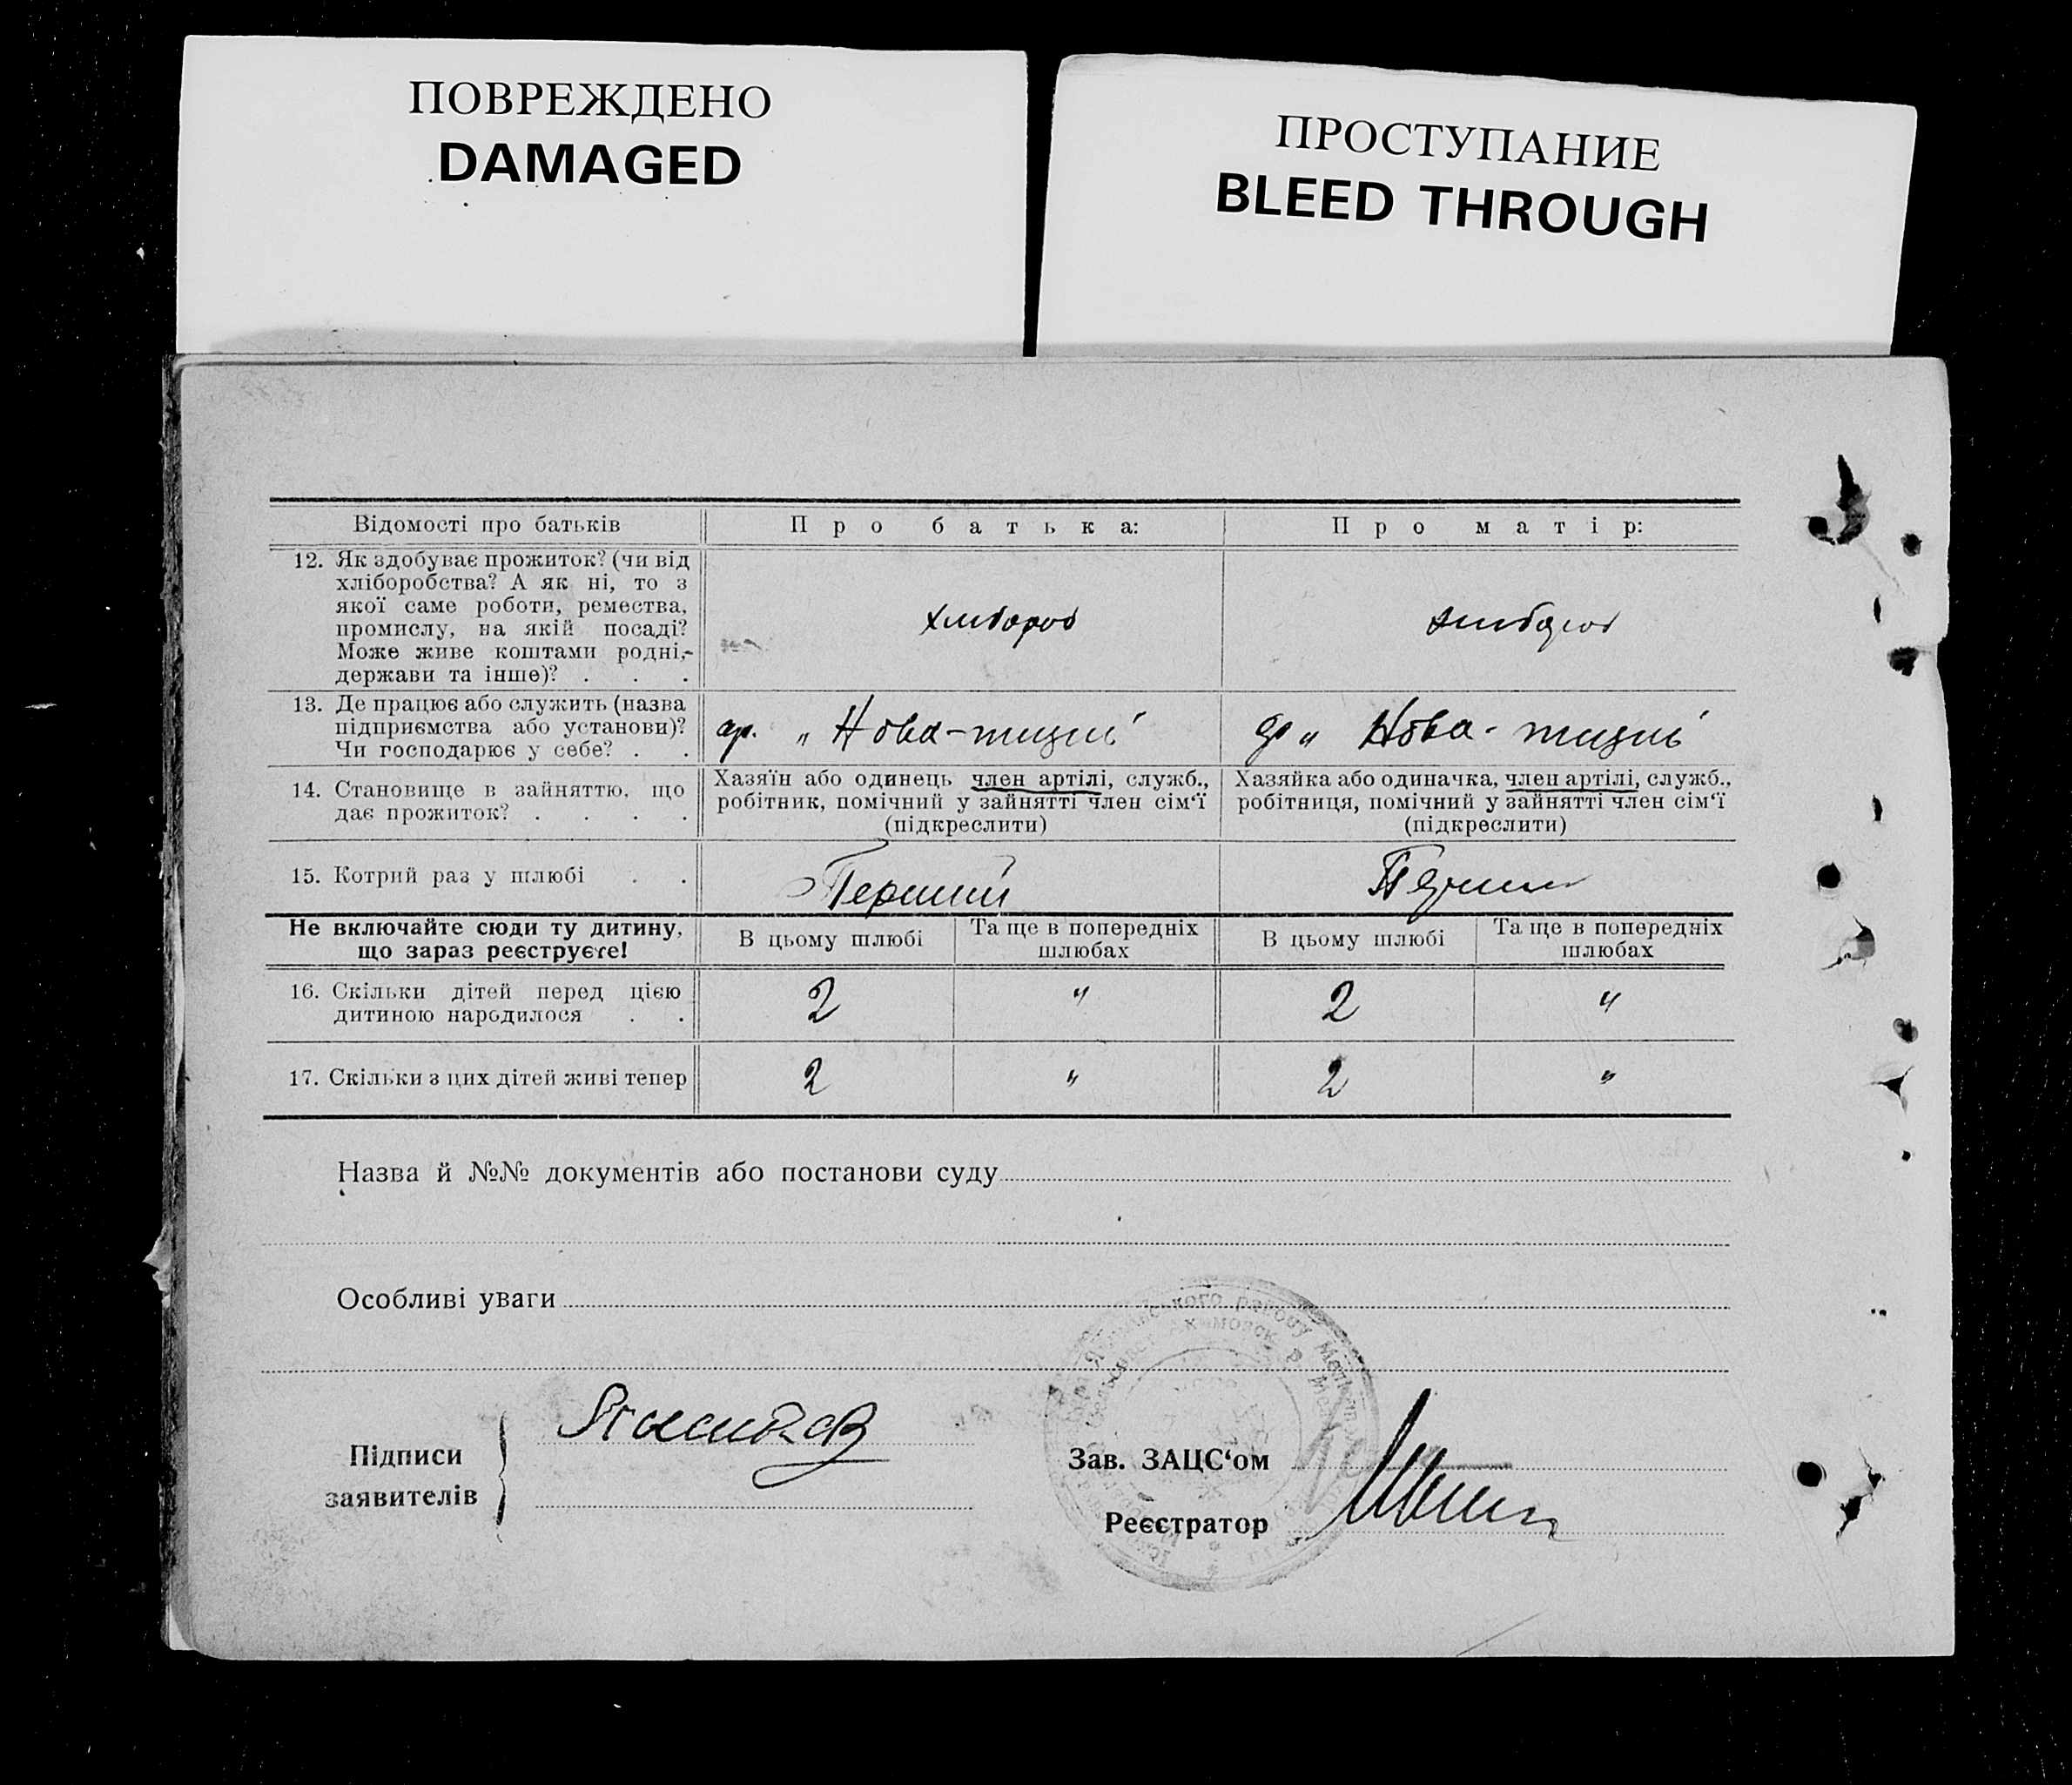 ПОВРЕЖДЕНО
DAMAGED
ПРОСТУПАНИЕ
BLEED THROUGH
Відомості про батьків
Про батька:
Про матір:
12. Як здобуває прожиток? (чи від
хліборобства? А як ні, то з
якої саме роботи, ремества,
промислу, на якій посаді?
Може живе коштами родні,
держави та інше)? . . .
хлібороб
хлібороб
13. Де працює або служить (назва
підприємства або установи)?
Чи господарює у себе? . .
ар. „Нова-тщень"
„Нова-
14. Становище в зайняттю, що
дає прожиток? . . . .
Хазяїн або одинець член артілі, служб.,
робітник, помічний у зайнятті член сім‘ї
(підкреслити)
Хазяйка або одиначка, член артілі, служб.,
робітниця, помічний у зайнятті член сім‘ї
(підкреслити)
15. Котрий раз у шлюбі . .
Перший
Перший
Не включайте сюди ту дитину,
що зараз реєструєте!
В цьому шлюбі
Та ще в попередніх
шлюбах
В цьому шлюбі
Та ще в попередніх
шлюбах
16. Скільки дітей перед цією
дитиною народилося . .
2 " 2 "
17. Скільки з цих дітей живі тепер
2 " 2 "
Назва й №№ документів або постанови суду
Особливі уваги
Підписи
заявителів
Зав. ЗАЦС‘ом
Реєстратор